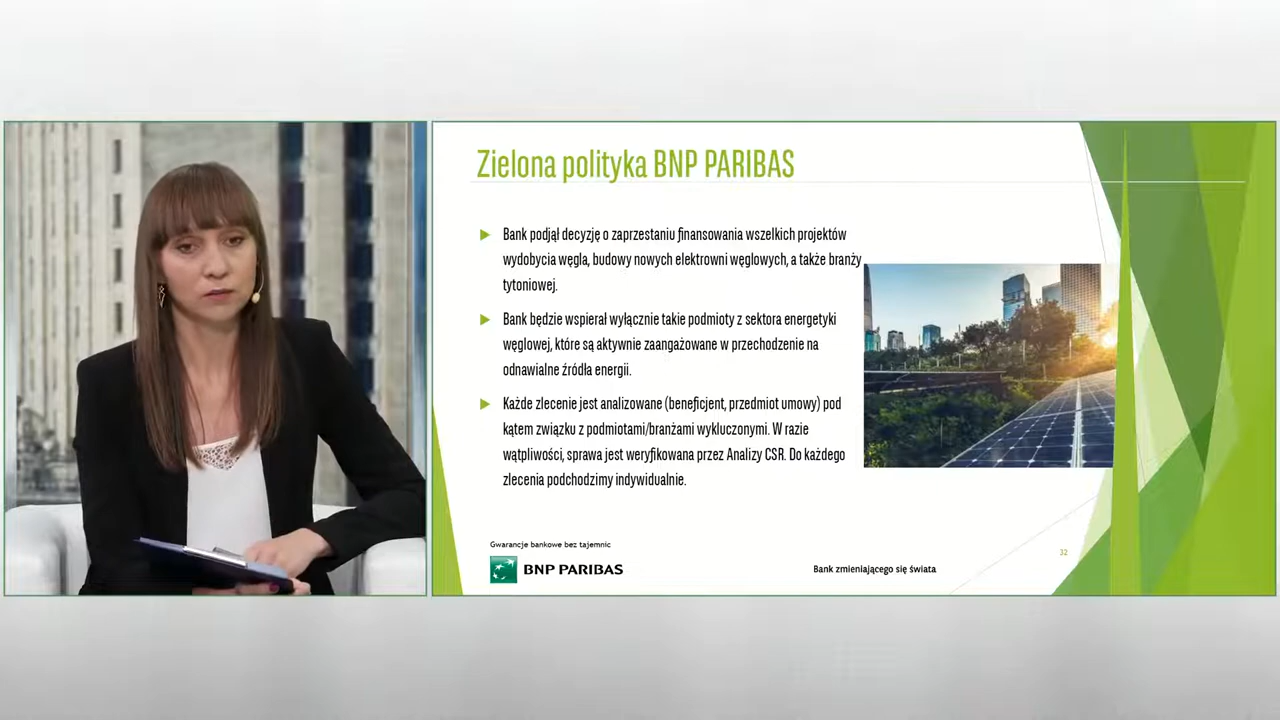 Zielona polityka BNP PARIBAS
Bank podjął decyzję o zaprzestaniu finansowania wszelkich projektów
wydobycia węgla, budowy nowych elektrowni węglowych, a także branży
tytoniowej.
Bank będzie wspierał wyłącznie takie podmioty z sektora energetyki
węglowej, które są aktywnie zaangażowane w przechodzenie na
odnawialne źródła energii.
Każde zlecenie jest analizowane (beneficjent, przedmiot umowy) pod
kątem związku z podmiotami/branżami wykluczonymi. W razie
wątpliwości, sprawa jest weryfikowana przez Analizy CSR. Do każdego
zlecenia podchodzimy indywidualnie.
Gwarancje bankowe bez tajemnic
32
BNP PARIBAS
Bank zmieniającego się świata